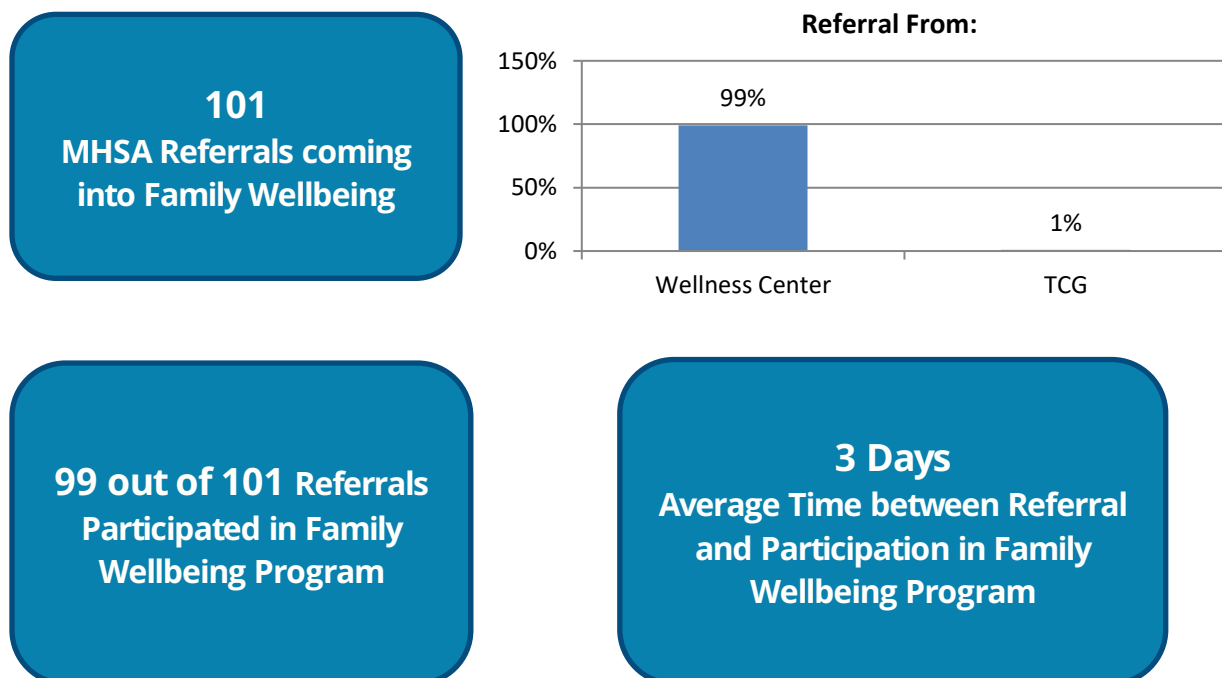 101
MHSA Referrals coming
into Family Wellbeing
Referral From:
150%
100%
50%
0%
99%
1%
Wellness Center
TCG
99 out of 101 Referrals
Participated in Family
Wellbeing Program
3 Days
Average Time between Referral
and Participation in Family
Wellbeing Program